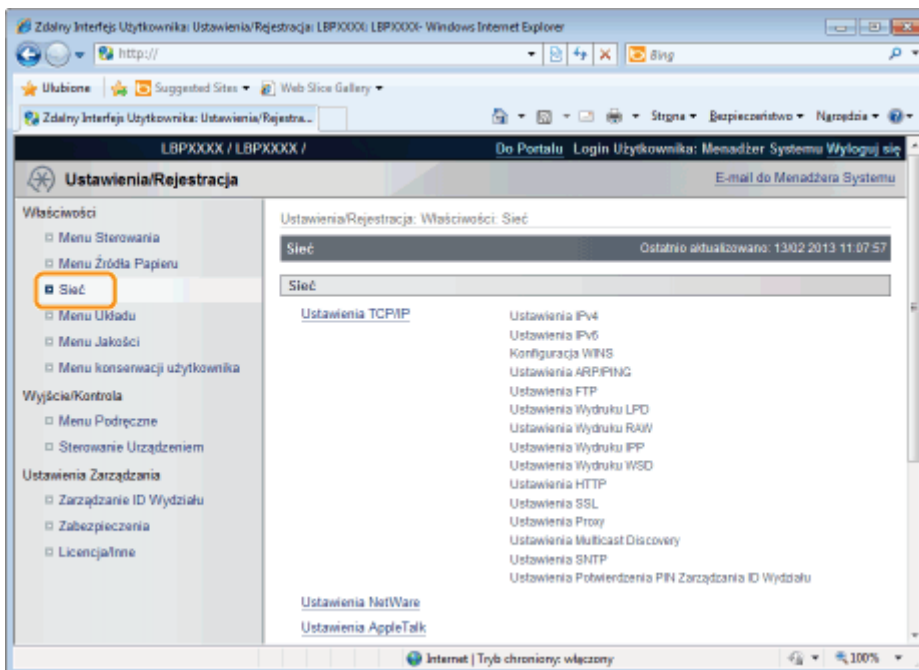 Zdalny Interfejs Użytkownika: Ustawienia/Rejestracja: LBPXXXX: LBPXXXX- Windows Internet Explorer
http://
Bing
Ulubione
Suggested Sites
Web Slice Gallery
Zdalny Interfejs Użytkownika: Ustawienia/Rejestra...
Strona
Bezpieczeństwo
Narzędzia
LBPXXXX / LBPXXXX /
Do Portalu Login Użytkownika: Menadżer Systemu Wyloguj się
Ustawienia/Rejestracja
E-mail do Menadżera Systemu
Właściwości
Menu Sterowania
Menu Źródła Papieru
Sieć
Menu Układu
Menu Jakości
Menu konserwacji użytkownika
Wyjście/Kontrola
Menu Podręczne
Sterowanie Urządzeniem
Ustawienia Zarządzania
Zarządzanie ID Wydziału
Zabezpieczenia
Licencja/Inne
Ustawienia/Rejestracja: Właściwości: Sieć
Sieć
Ostatnio aktualizowano: 13/02 2013 11:07:57
Sieć
Ustawienia TCP/IP
Ustawienia IPv4
Ustawienia IPv6
Konfiguracja WINS
Ustawienia ARP/PING
Ustawienia FTP
Ustawienia Wydruku LPD
Ustawienia Wydruku RAW
Ustawienia Wydruku IPP
Ustawienia Wydruku WSD
Ustawienia HTTP
Ustawienia SSL
Ustawienia Proxy
Ustawienia Multicast Discovery
Ustawienia SNTP
Ustawienia Potwierdzenia PIN Zarządzania ID Wydziału
Ustawienia NetWare
Ustawienia AppleTalk
Internet | Tryb chroniony: włączony
100%